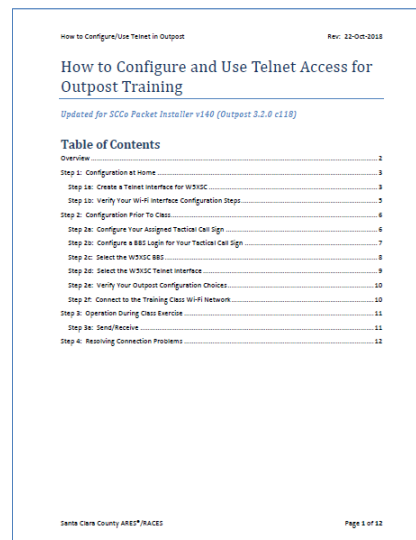 How to Configure/Use Telnet in Outpost Rev: 22-Oct-2018
How to Configure and Use Telnet Access for
Outpost Training
Updated for SCCo Packet Installer v140 (Outpost 3.2.0 c118)
Table of Contents
Overview 2
Step 1: Configuration at Home 3
Step 1a: Create a Telnet Interface for W5XSC 3
Step 1b: Verify Your Wi-Fi Interface Configuration Steps 5
Step 2: Configuration Prior To Class 6
Step 2a: Configure Your Assigned Tactical Call Sign 6
Step 2b: Configure a BBS Login for Your Tactical Call Sign 7
Step 2c: Select the W5XSC BBS 8
Step 2d: Select the W5XSC Telnet Interface 9
Step 2e: Verify Your Outpost Configuration Choices 10
Step 2f: Connect to the Training Class Wi-Fi Network 10
Step 3: Operation During Class Exercise 11
Step 3a: Send/Receive 11
Step 4: Resolving Connection Problems 12
Santa Clara County ARES®/RACES Page 1 of 12